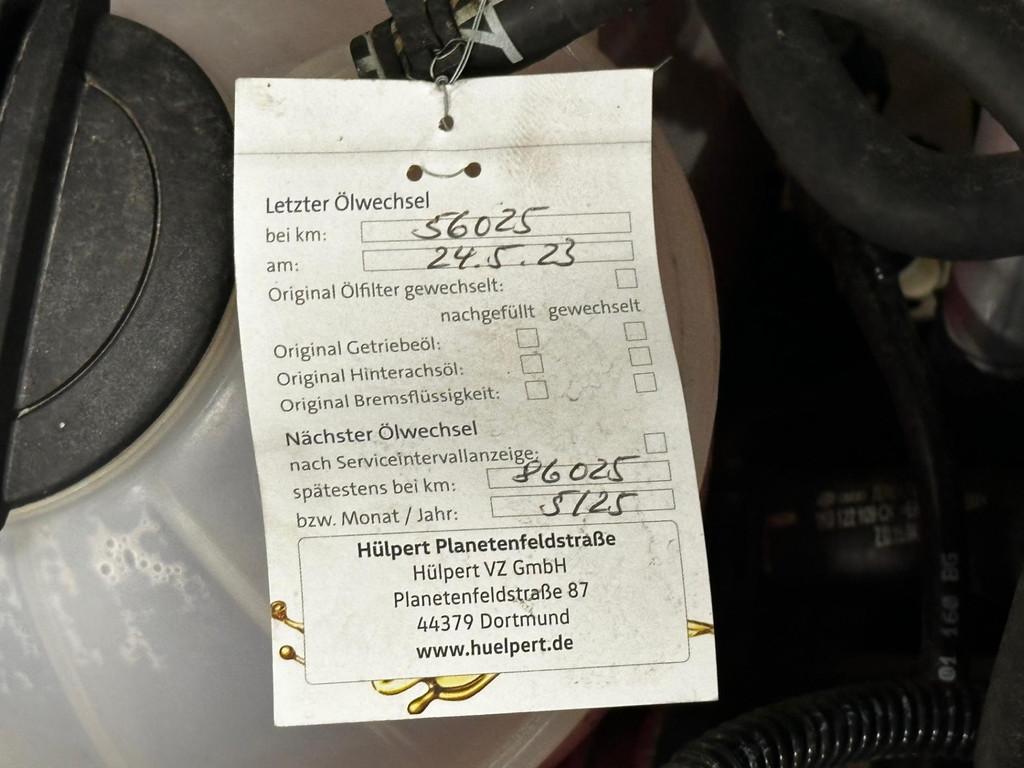 Letzter Ölwechsel
bei km: 56025
am: 24.5.23
Original Ölfilter gewechselt:
nachgefüllt gewechselt
Original Getriebeöl:
Original Hinterachsöl:
Original Bremsflüssigkeit:
Nächster Ölwechsel
nach Serviceintervallanzeige:
spätestens bei km: 86025
bzw. Monat / Jahr: 5/25
Hülpert Planetenfeldstraße
Hülpert VZ GmbH
Planetenfeldstraße 87
44379 Dortmund
www.huelpert.de